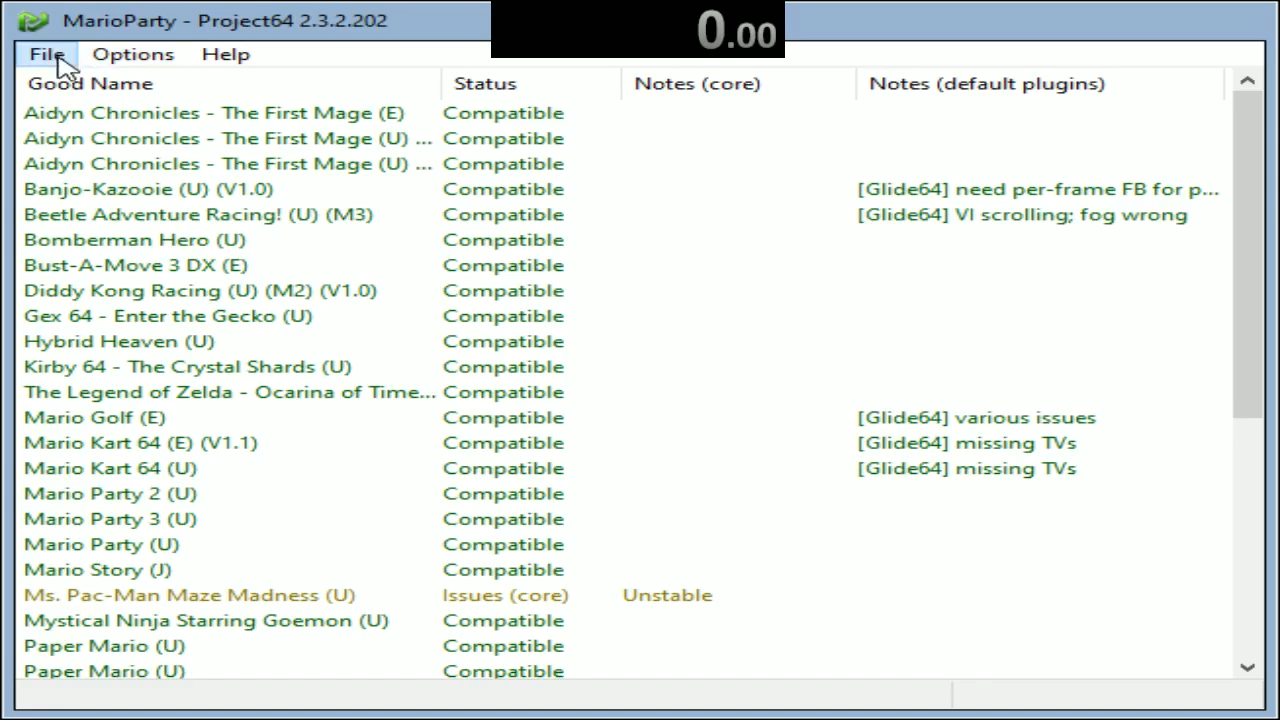 MarioParty - Project64 2.3.2.202
0.00
File Options Help
Good Name Status Notes (core) Notes (default plugins)
Aidyn Chronicles - The First Mage (E) Compatible
Aidyn Chronicles - The First Mage (U) ... Compatible
Aidyn Chronicles - The First Mage (U) ... Compatible
Banjo-Kazooie (U) (V1.0) Compatible [Glide64] need per-frame FB for p...
Beetle Adventure Racing! (U) (M3) Compatible [Glide64] VI scrolling; fog wrong
Bomberman Hero (U) Compatible
Bust-A-Move 3 DX (E) Compatible
Diddy Kong Racing (U) (M2) (V1.0) Compatible
Gex 64 - Enter the Gecko (U) Compatible
Hybrid Heaven (U) Compatible
Kirby 64 - The Crystal Shards (U) Compatible
The Legend of Zelda - Ocarina of Time... Compatible
Mario Golf (E) Compatible [Glide64] various issues
Mario Kart 64 (E) (V1.1) Compatible [Glide64] missing TVs
Mario Kart 64 (U) Compatible [Glide64] missing TVs
Mario Party 2 (U) Compatible
Mario Party 3 (U) Compatible
Mario Party (U) Compatible
Mario Story (J) Compatible
Ms. Pac-Man Maze Madness (U) Issues (core) Unstable
Mystical Ninja Starring Goemon (U) Compatible
Paper Mario (U) Compatible
Paper Mario (U) Compatible